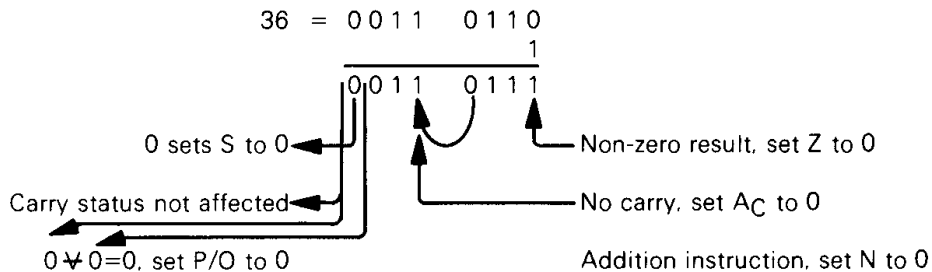 36 = 0011 0110
1
0011 0111
0 sets S to 0
Non-zero result, set Z to 0
Carry status not affected
No carry, set AC to 0
0 ⊻ 0=0, set P/O to 0
Addition instruction, set N to 0